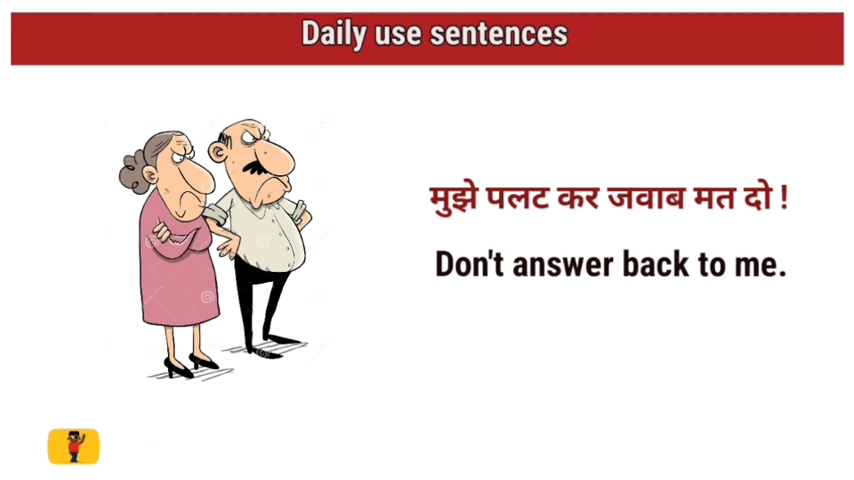 Daily use sentences
मुझे पलट कर जवाब मत दो !
Don't answer back to me.